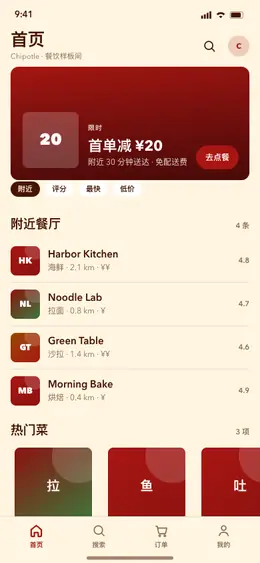 9:41
首页
Chipotle · 餐饮样板间
C
20
限时
首单减 ¥20
附近 30 分钟送达 · 免配送费
去点餐
附近
评分
最快
低价
附近餐厅
4 条
HK
Harbor Kitchen
海鲜 · 2.1 km · ¥¥
4.8
NL
Noodle Lab
拉面 · 0.8 km · ¥
4.7
GT
Green Table
沙拉 · 1.4 km · ¥¥
4.6
MB
Morning Bake
烘焙 · 0.4 km · ¥
4.9
热门菜
3 项
拉
鱼
吐
首页
搜索
订单
我的